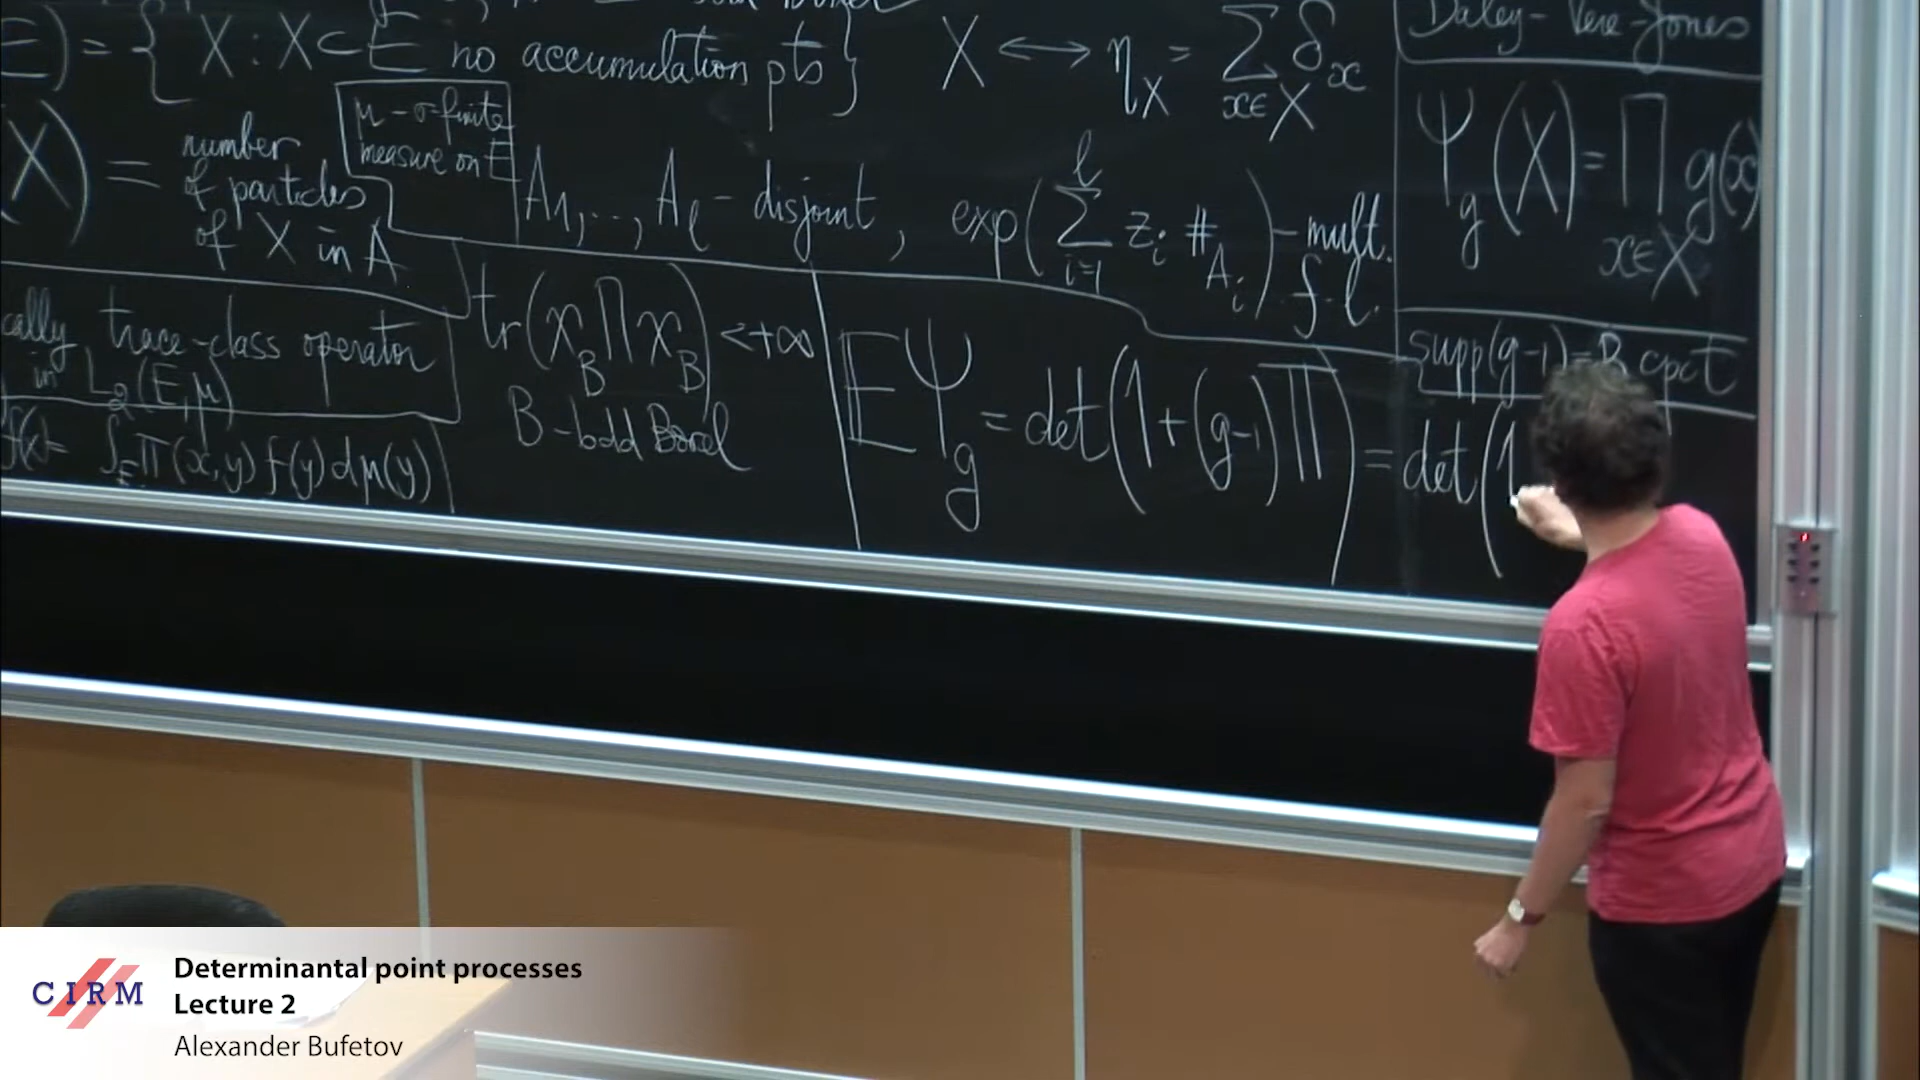 E) = { X : X ⊂ E no accumulation pts } X ⟷ η_X = Σ_{x∈X} δ_x
X) = number of particles of X in A
μ-σ-finite
measure on E
A_1, ..., A_l - disjoint, exp(Σ_{i=1}^{l} z_i #_{A_i}) - mult. f-l.
Daley - Vere-Jones
Ψ_g(X) = ∏_{x∈X} g(x)
supp(g-1) = B cpct
cally trace-class operator
in L_2(E,μ)
f(x) = ∫_E Π(x,y) f(y) dμ(y)
tr(χ_B Π χ_B) < +∞
B - bdd Borel
𝔼Ψ_g = det(1 + (g-1)Π) = det(1
CIRM
Determinantal point processes
Lecture 2
Alexander Bufetov